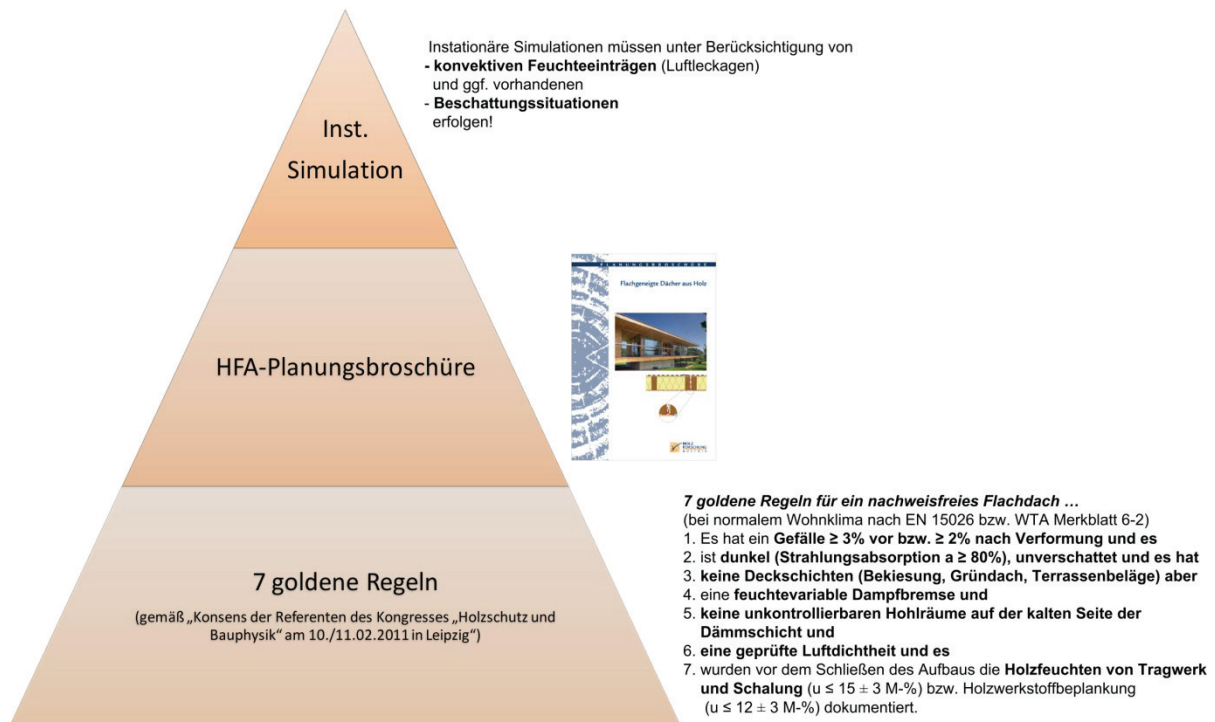 Instationäre Simulationen müssen unter Berücksichtigung von
- konvektiven Feuchteeinträgen (Luftleckagen)
und ggf. vorhandenen
- Beschattungssituationen
erfolgen!
Inst.
Simulation
HFA-Planungsbroschüre
PLANUNGSBROSCHÜRE
Flachgeneigte Dächer aus Holz
HOLZ
FORSCHUNG
AUSTRIA
7 goldene Regeln
(gemäß „Konsens der Referenten des Kongresses „Holzschutz und
Bauphysik“ am 10./11.02.2011 in Leipzig“)
7 goldene Regeln für ein nachweisfreies Flachdach …
(bei normalem Wohnklima nach EN 15026 bzw. WTA Merkblatt 6-2)
1. Es hat ein Gefälle ≥ 3% vor bzw. ≥ 2% nach Verformung und es
2. ist dunkel (Strahlungsabsorption a ≥ 80%), unverschattet und es hat
3. keine Deckschichten (Bekiesung, Gründach, Terrassenbeläge) aber
4. eine feuchtevariable Dampfbremse und
5. keine unkontrollierbaren Hohlräume auf der kalten Seite der
Dämmschicht und
6. eine geprüfte Luftdichtheit und es
7. wurden vor dem Schließen des Aufbaus die Holzfeuchten von Tragwerk
und Schalung (u ≤ 15 ± 3 M-%) bzw. Holzwerkstoffbeplankung
(u ≤ 12 ± 3 M-%) dokumentiert.